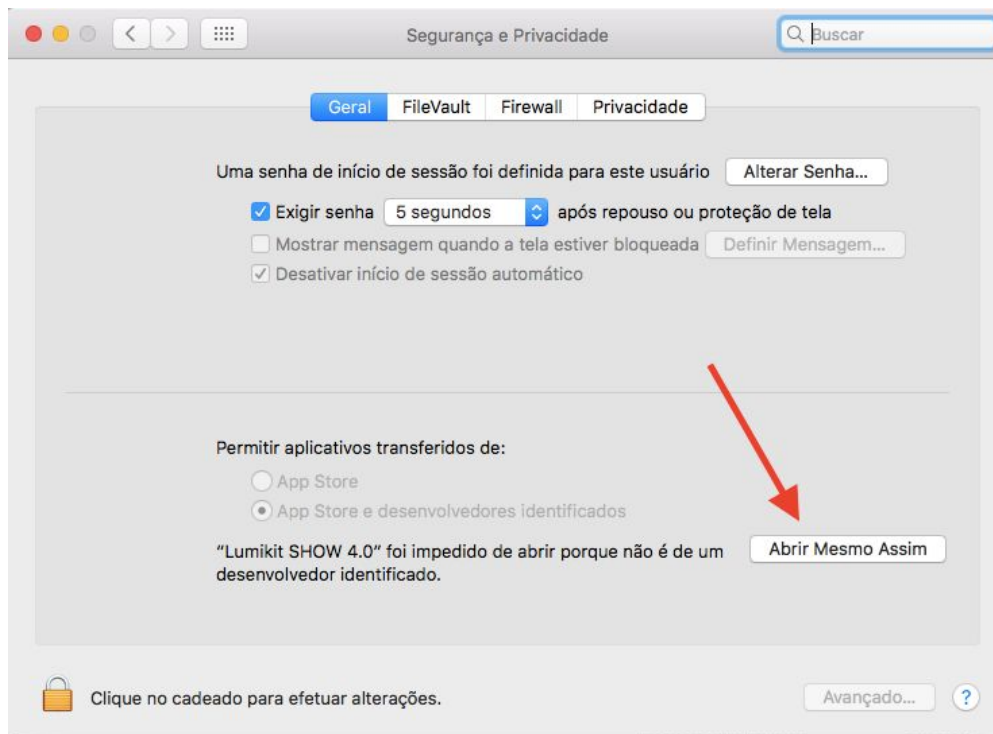 Segurança e Privacidade
Buscar
Geral FileVault Firewall Privacidade
Uma senha de início de sessão foi definida para este usuário Alterar Senha...
Exigir senha 5 segundos após repouso ou proteção de tela
Mostrar mensagem quando a tela estiver bloqueada Definir Mensagem...
Desativar início de sessão automático
Permitir aplicativos transferidos de:
App Store
App Store e desenvolvedores identificados
“Lumikit SHOW 4.0” foi impedido de abrir porque não é de um Abrir Mesmo Assim
desenvolvedor identificado.
Clique no cadeado para efetuar alterações. Avançado... ?